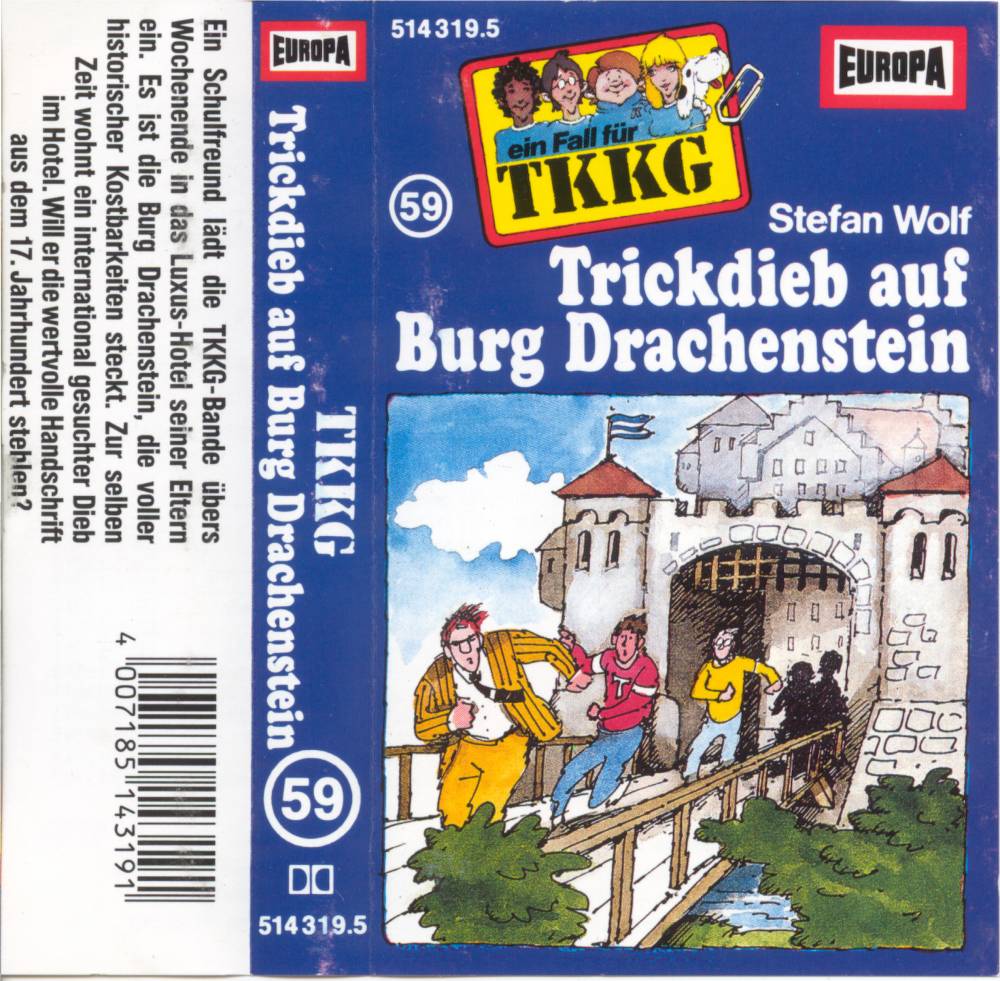 Ein Schulfreund lädt die TKKG-Bande übers
Wochenende in das Luxus-Hotel seiner Eltern
ein. Es ist die Burg Drachenstein, die voller
historischer Kostbarkeiten steckt. Zur selben
Zeit wohnt ein international gesuchter Dieb
im Hotel. Will er die wertvolle Handschrift
aus dem 17. Jahrhundert stehlen?
4 007185 143191
EUROPA
Trickdieb auf Burg Drachenstein
TKKG
59
514 319.5
514 319.5
ein Fall für
TKKG
K
EUROPA
59
Stefan Wolf
Trickdieb auf
Burg Drachenstein
T